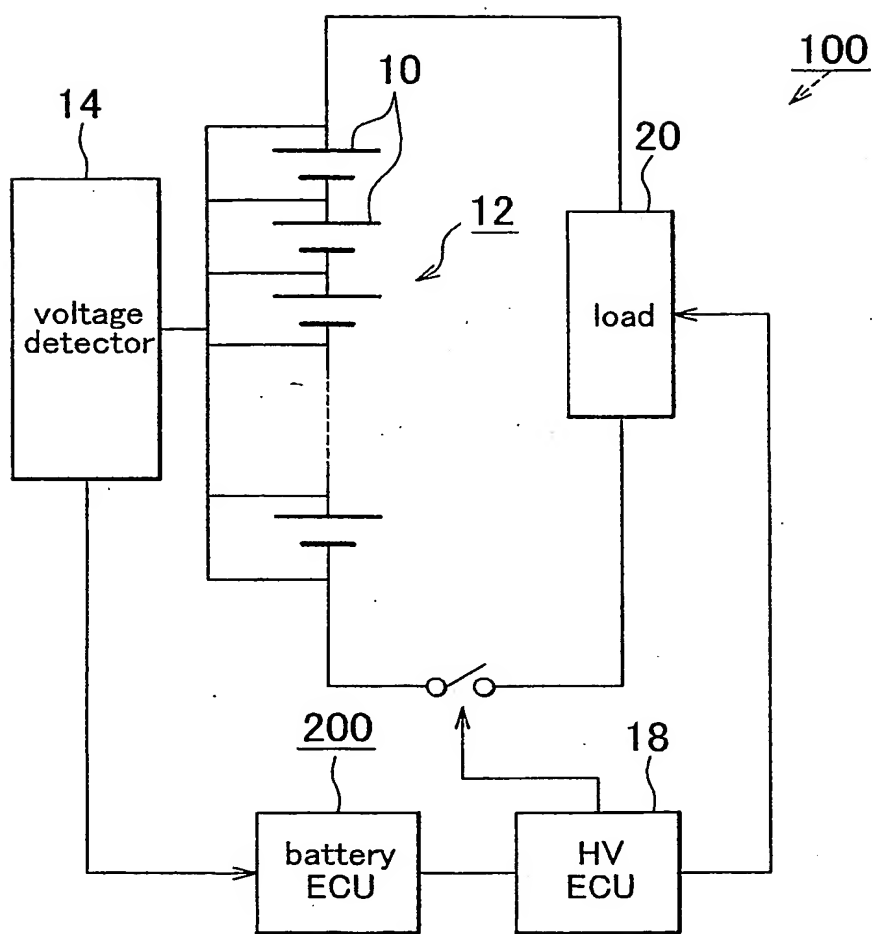 100
10
14
20
12
voltage
detector
load
200
18
battery
ECU
HV
ECU